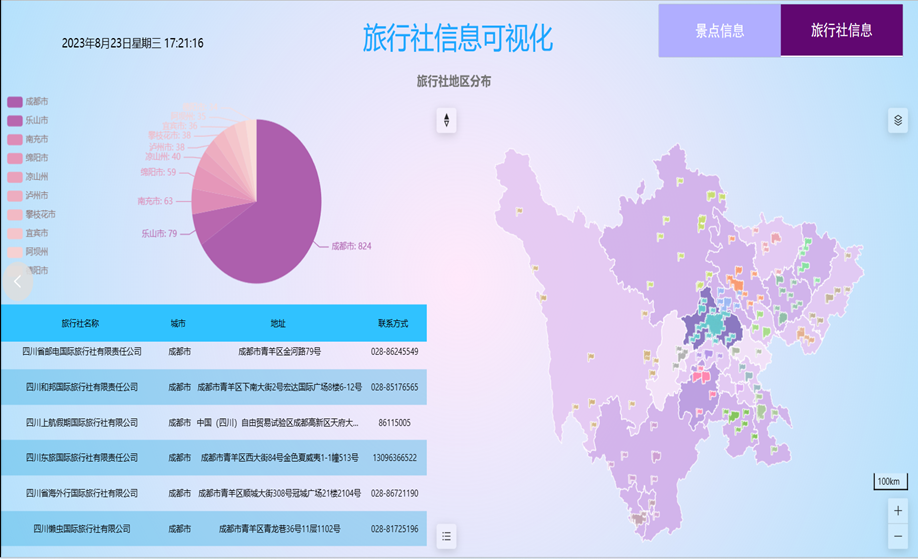 2023年8月23日星期三 17:21:16
旅行社信息可视化
景点信息
旅行社信息
旅行社地区分布
成都市
乐山市
南充市
绵阳市
凉山州
泸州市
攀枝花市
宜宾市
阿坝州
阳市
宜宾市: 36
攀枝花市: 38
泸州市: 38
凉山州: 40
绵阳市: 59
南充市: 63
乐山市: 79
成都市: 824
旅行社名称 城市 地址 联系方式
四川省邮电国际旅行社有限责任公司 成都市 成都市青羊区金河路79号 028-86245549
四川和邦国际旅行社有限责任公司 成都市 成都市青羊区下南大街2号宏达国际广场8楼6-12号 028-85176565
四川上航假期国际旅行社有限公司 成都市 中国（四川）自由贸易试验区成都高新区天府大... 86115005
四川东旅国际旅行社有限公司 成都市 成都市青羊区西大街84号金色夏威夷1-1幢513号 13096366522
四川省海外行国际旅行社有限公司 成都市 成都市青羊区顺城大街308号冠城广场21楼2104号 028-86721190
四川懒虫国际旅行社有限公司 成都市 成都市青羊区青龙巷36号11层1102号 028-81725196
100km